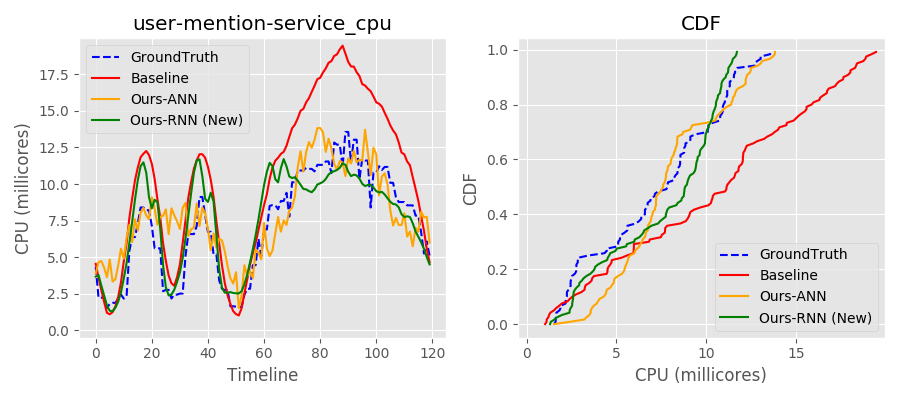 user-mention-service_cpu
CPU (millicores)
17.5
15.0
12.5
10.0
7.5
5.0
2.5
0.0
GroundTruth
Baseline
Ours-ANN
Ours-RNN (New)
0 20 40 60 80 100 120
Timeline
CDF
CDF
1.0
0.8
0.6
0.4
0.2
0.0
GroundTruth
Baseline
Ours-ANN
Ours-RNN (New)
0 5 10 15
CPU (millicores)